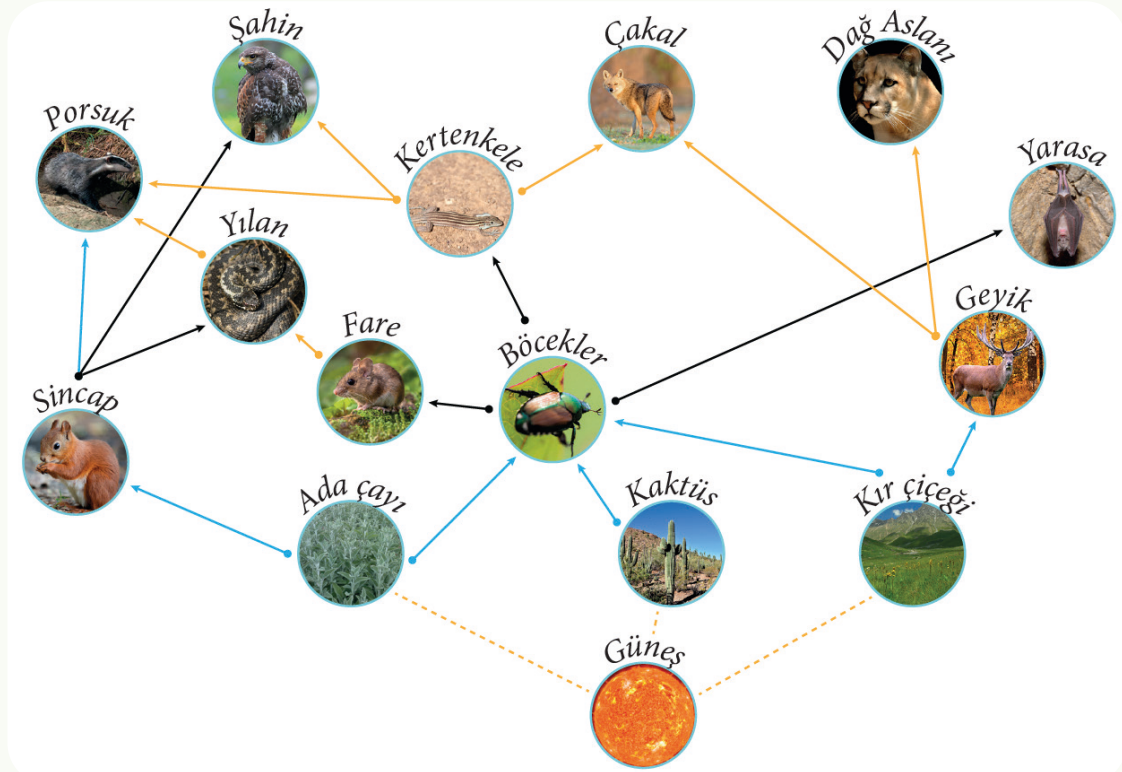 Şahin
Çakal
Dağ Aslanı
Porsuk
Kertenkele
Yarasa
Yılan
Geyik
Fare
Böcekler
Sincap
Ada çayı
Kaktüs
Kır çiçeği
Güneş